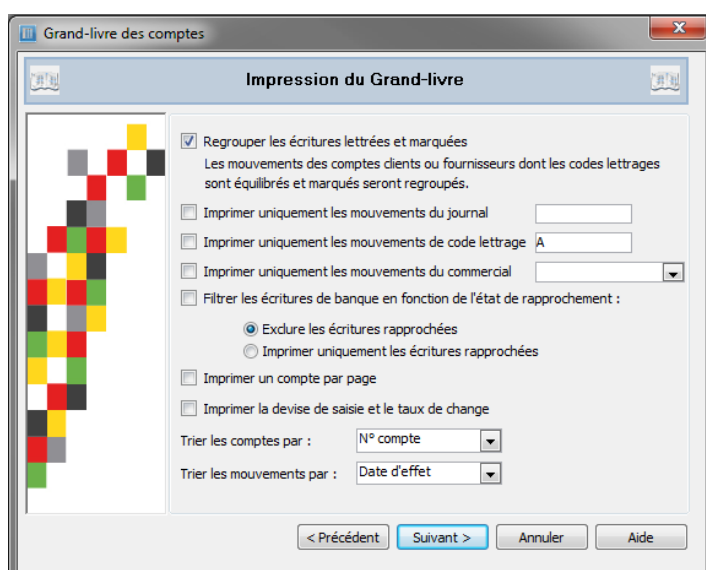 Grand-livre des comptes
Impression du Grand-livre
Regrouper les écritures lettrées et marquées
Les mouvements des comptes clients ou fournisseurs dont les codes lettrages
sont équilibrés et marqués seront regroupés.
Imprimer uniquement les mouvements du journal
Imprimer uniquement les mouvements de code lettrage A
Imprimer uniquement les mouvements du commercial
Filtrer les écritures de banque en fonction de l'état de rapprochement :
Exclure les écritures rapprochées
Imprimer uniquement les écritures rapprochées
Imprimer un compte par page
Imprimer la devise de saisie et le taux de change
Trier les comptes par : N° compte
Trier les mouvements par : Date d'effet
< Précédent Suivant > Annuler Aide